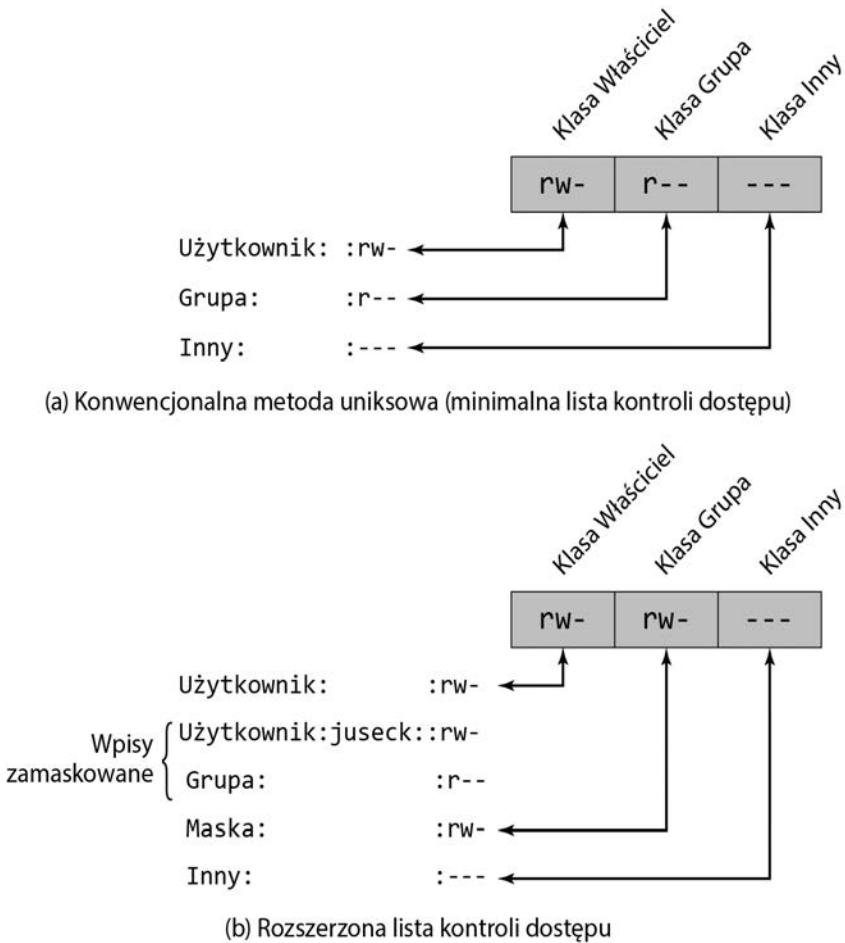 Klasa Właściciel
Klasa Grupa
Klasa Inny
rw- r-- ---
Użytkownik: :rw-
Grupa: :r--
Inny: :---
(a) Konwencjonalna metoda uniksowa (minimalna lista kontroli dostępu)
Klasa Właściciel
Klasa Grupa
Klasa Inny
rw- rw- ---
Użytkownik: :rw-
Wpisy
zamaskowane
Użytkownik:juseck::rw-
Grupa: :r--
Maska: :rw-
Inny: :---
(b) Rozszerzona lista kontroli dostępu